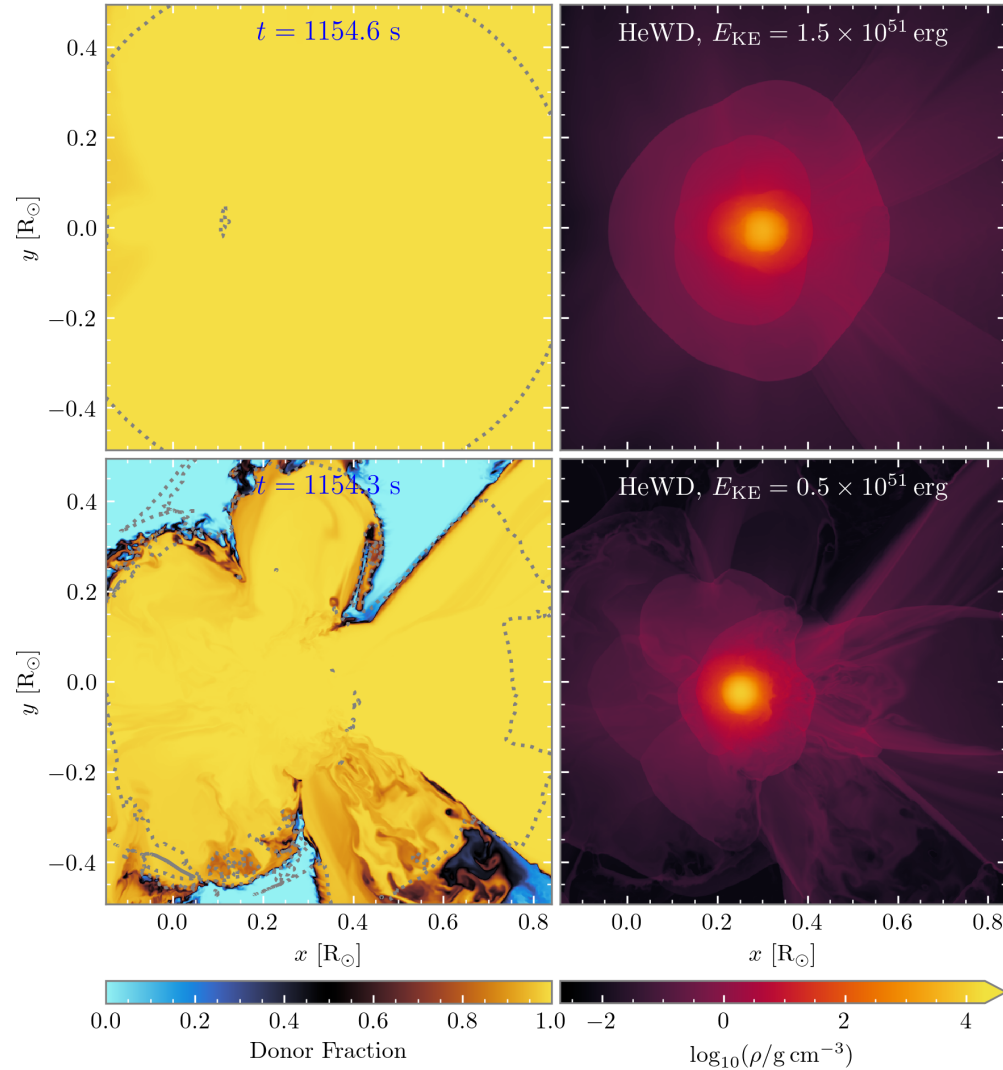 t = 1154.6 s
HeWD, E_KE = 1.5 × 10^51 erg
0.4
0.2
0.0
−0.2
−0.4
y [R⊙]
t = 1154.3 s
HeWD, E_KE = 0.5 × 10^51 erg
0.4
0.2
0.0
−0.2
−0.4
y [R⊙]
0.0 0.2 0.4 0.6 0.8
0.0 0.2 0.4 0.6 0.8
x [R⊙]
x [R⊙]
0.0 0.2 0.4 0.6 0.8 1.0
−2 0 2 4
Donor Fraction
log₁₀(ρ/g cm⁻³)